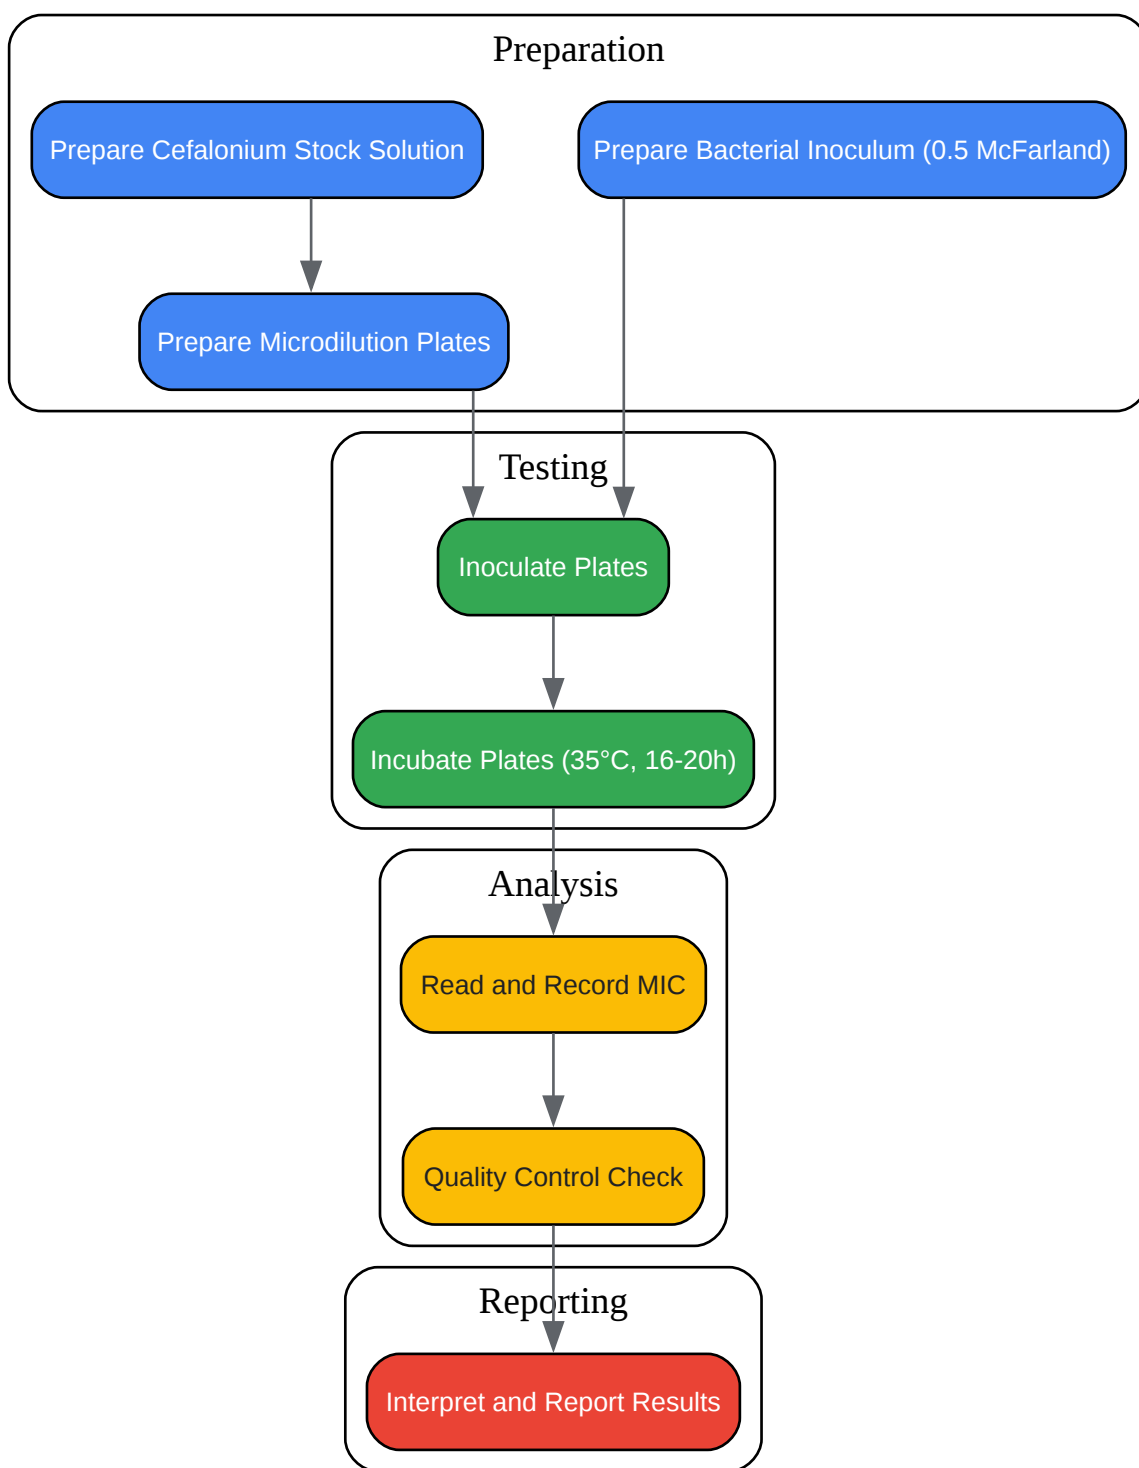 Preparation
Prepare Cefalonium Stock Solution
Prepare Bacterial Inoculum (0.5 McFarland)
Prepare Microdilution Plates
Testing
Inoculate Plates
Incubate Plates (35°C, 16-20h)
Analysis
Read and Record MIC
Quality Control Check
Reporting
Interpret and Report Results